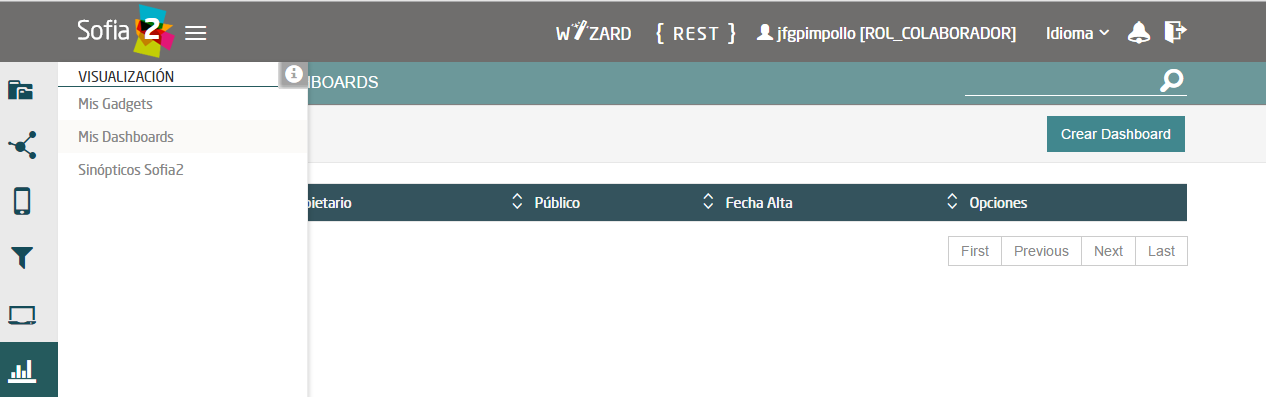 Sofia 2
WIZARD { REST } jfgpimpollo [ROL_COLABORADOR] Idioma
VISUALIZACIÓN
Mis Gadgets
Mis Dashboards
Sinópticos Sofia2
BOARDS
Crear Dashboard
pietario Público Fecha Alta Opciones
First Previous Next Last